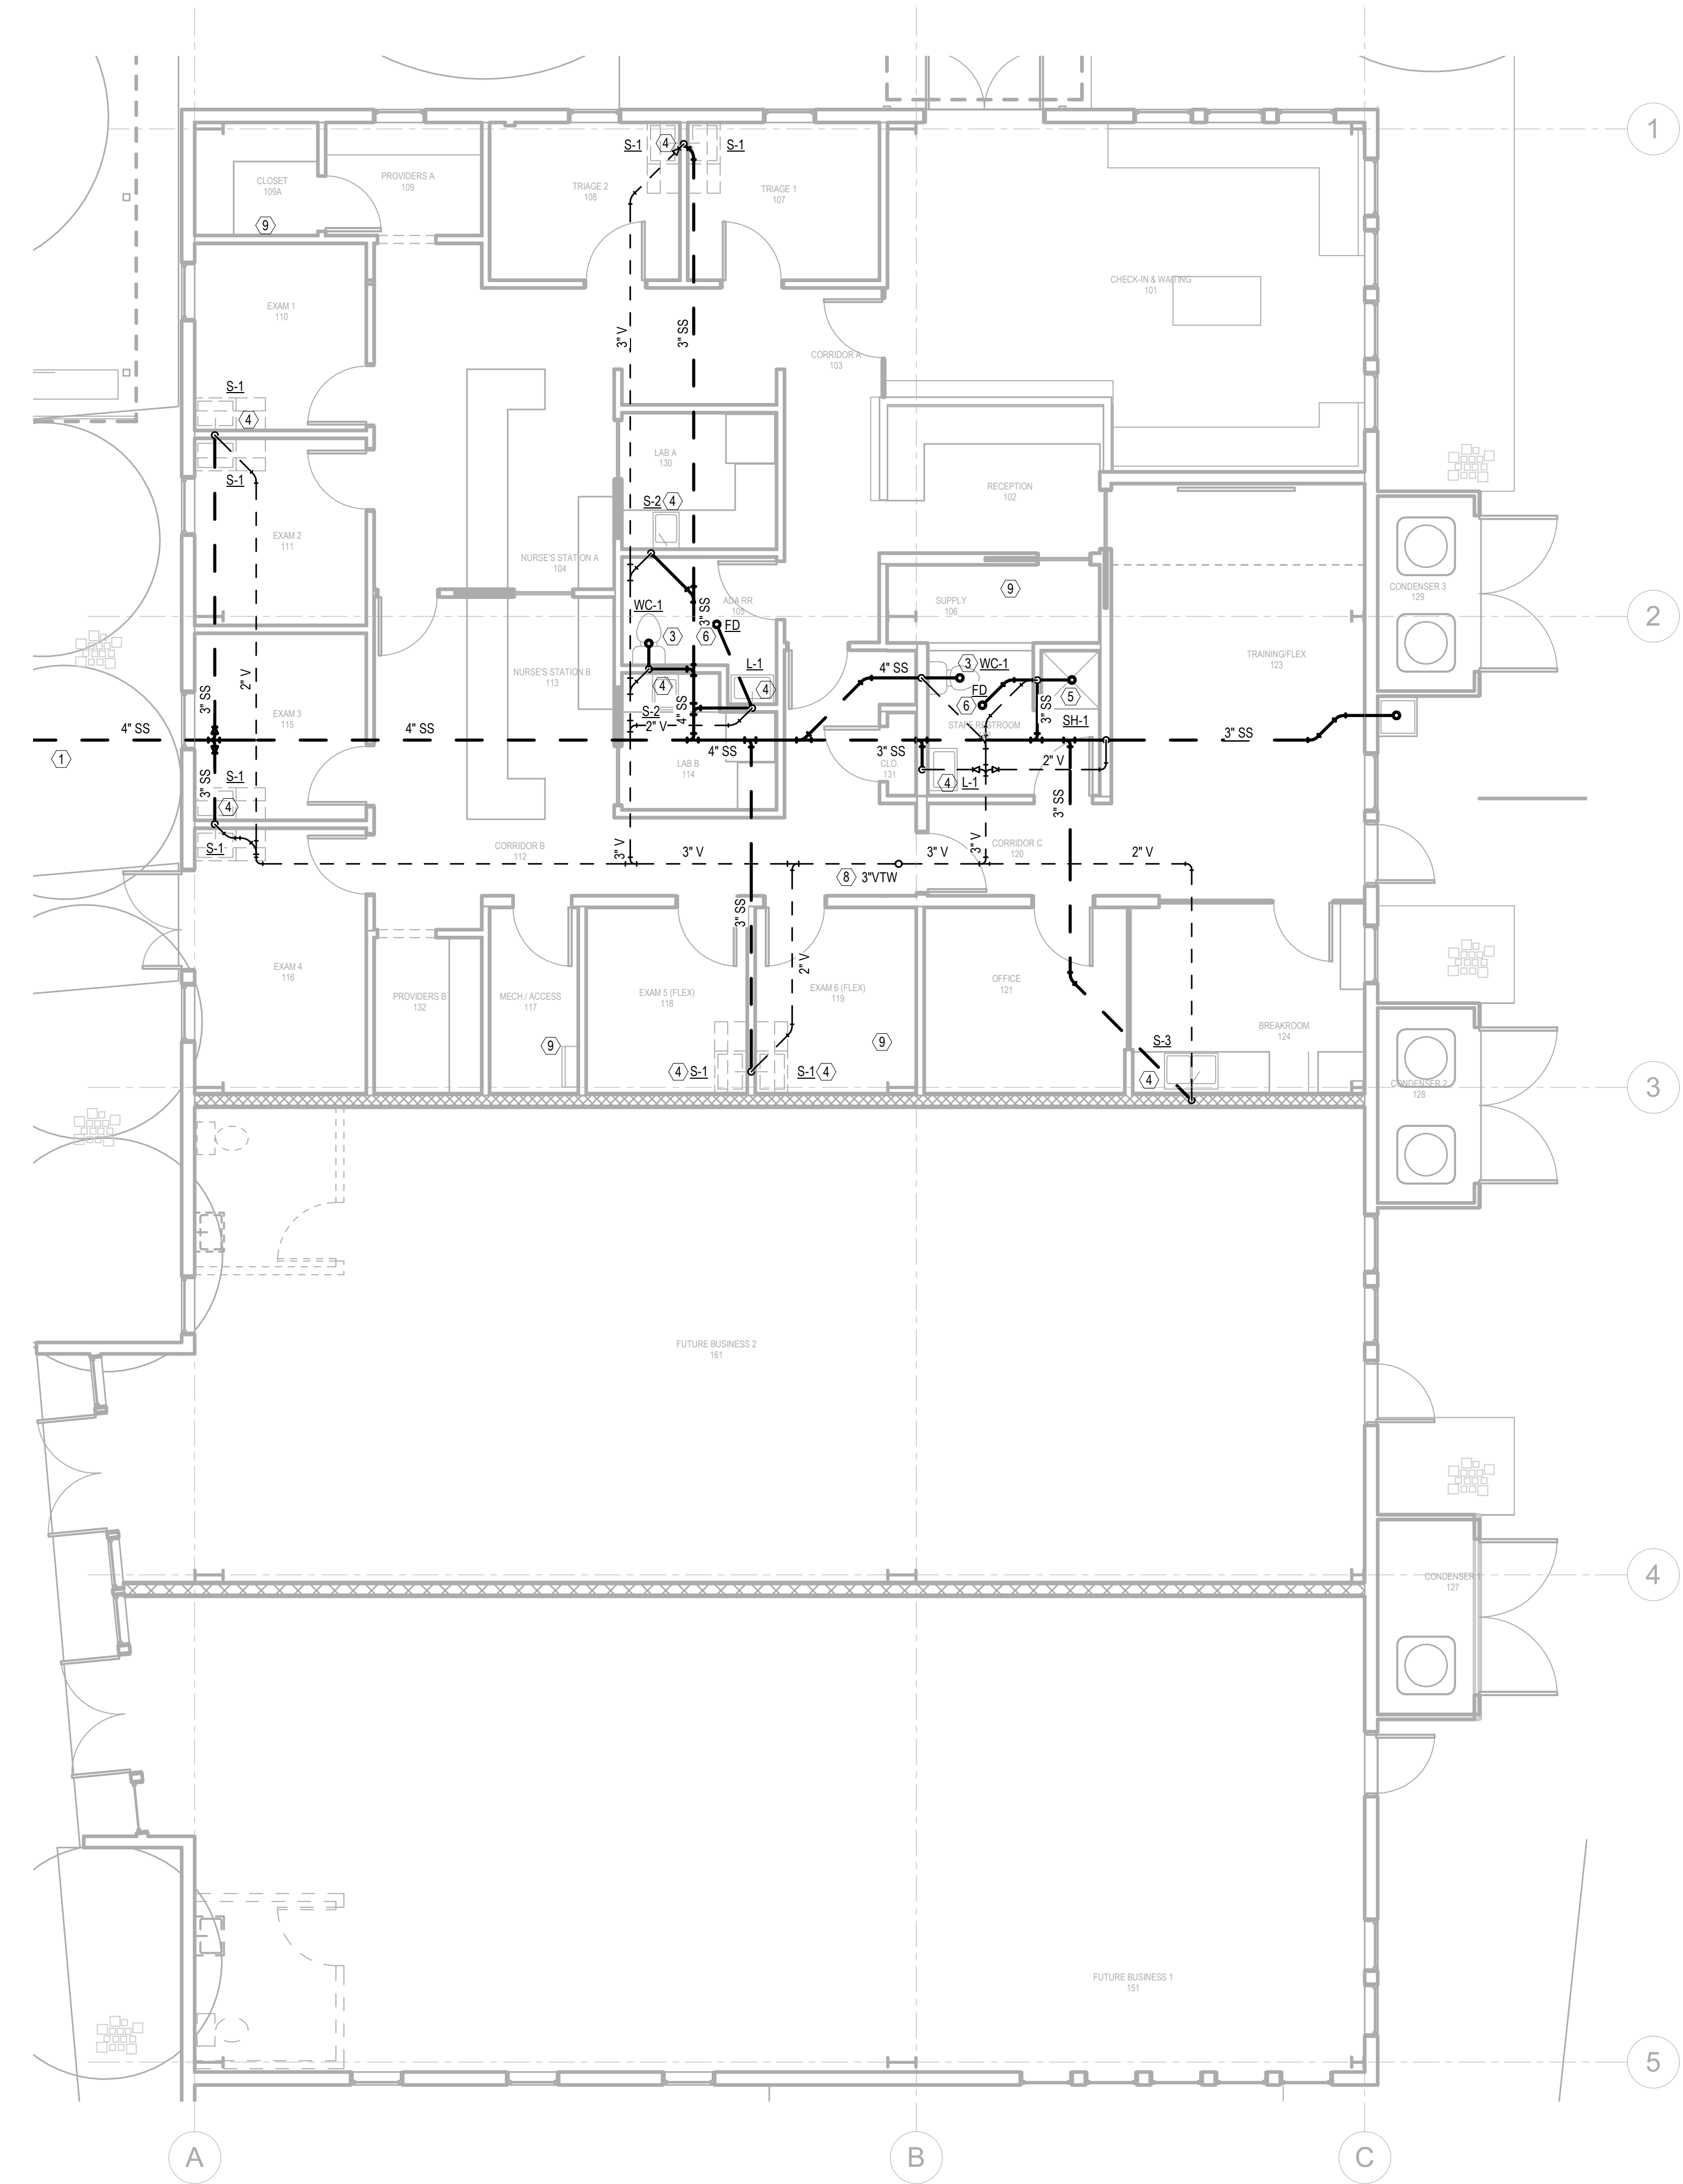 1
S-1
4
S-1
CLOSET
109A
PROVIDERS A
109
TRIAGE 2
108
TRIAGE 1
107
9
CHECK-IN & WAITING
101
EXAM 1
110
3" V
3" SS
CORRIDOR A
103
S-1
4
LAB A
130
S-1
RECEPTION
102
S-2
4
EXAM 2
111
NURSE'S STATION A
104
CONDENSER 3
129
9
SUPPLY
106
ADA RR
105
WC-1
3" SS
2
FD
3
6
TRAINING/FLEX
123
L-1
4" SS
3
WC-1
NURSE'S STATION B
113
2" V
4
4
FD
5
3" SS
EXAM 3
115
6
S-2
4" SS
3" SS
SH-1
2" V
4" SS
4" SS
4" SS
3" SS
3" SS
1
2" V
LAB B
114
CLO.
131
3" SS
S-1
4
L-1
4
3" SS
S-1
CORRIDOR B
112
3" V
3" V
3" V
3" V
CORRIDOR C
120
2" V
8
3"VTW
3" SS
2" V
EXAM 4
116
PROVIDERS B
132
MECH./ ACCESS
117
EXAM 5 (FLEX)
118
EXAM 6 (FLEX)
119
OFFICE
121
BREAKROOM
124
9
9
S-3
4
S-1
S-1
4
4
CONDENSER 2
128
3
FUTURE BUSINESS 2
161
4
CONDENSER
127
FUTURE BUSINESS 1
151
5
A
B
C